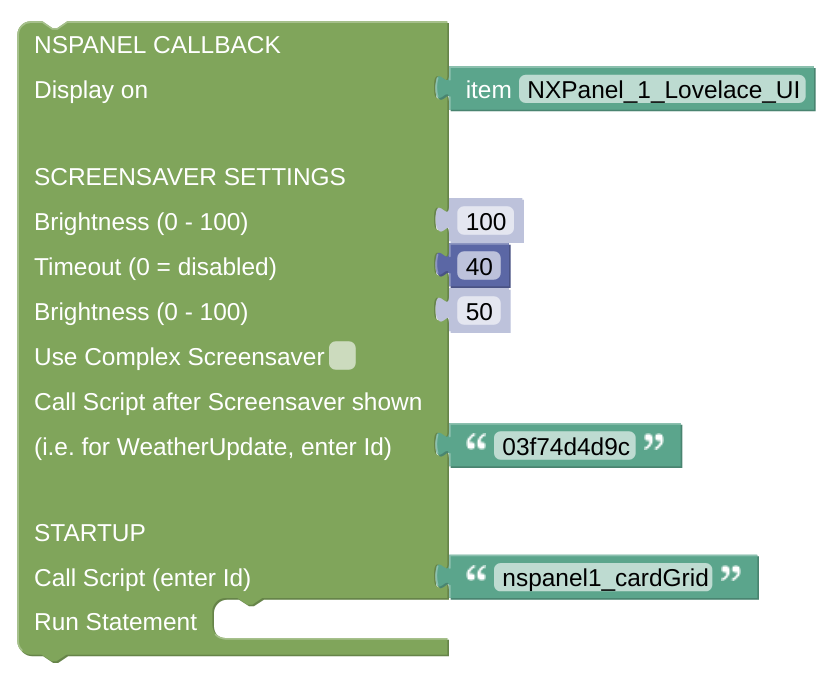 NSPANEL CALLBACK
Display on item NXPanel_1_Lovelace_UI
SCREENSAVER SETTINGS
Brightness (0 - 100) 100
Timeout (0 = disabled) 40
Brightness (0 - 100) 50
Use Complex Screensaver
Call Script after Screensaver shown
(i.e. for WeatherUpdate, enter Id) “ 03f74d4d9c ”
STARTUP
Call Script (enter Id) “ nspanel1_cardGrid ”
Run Statement